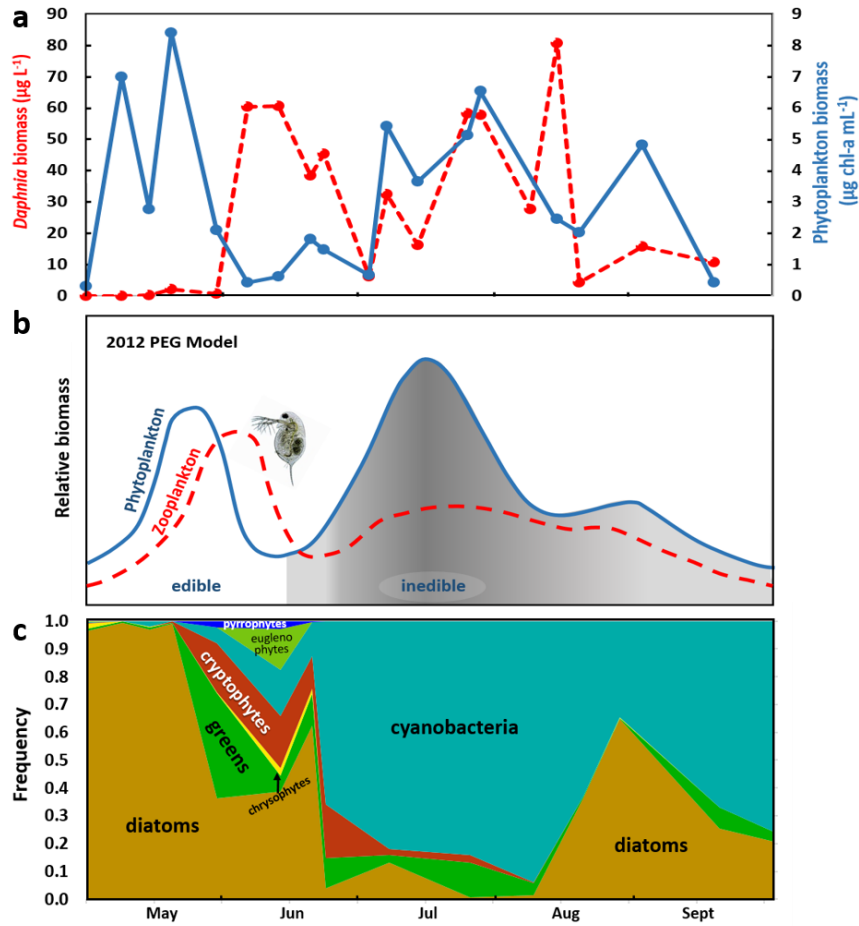 a
Daphnia biomass (µg L⁻¹)
90
80
70
60
50
40
30
20
10
0
9
8
7
6
5
4
3
2
1
0
Phytoplankton biomass
(µg chl-a mL⁻¹)
b
2012 PEG Model
Relative biomass
Phytoplankton
Zooplankton
edible
inedible
c
Frequency
1.0
0.9
0.8
0.7
0.6
0.5
0.4
0.3
0.2
0.1
0.0
pyrrophytes
eugleno
phytes
cryptophytes
greens
chrysophytes
cyanobacteria
diatoms
diatoms
May
Jun
Jul
Aug
Sept